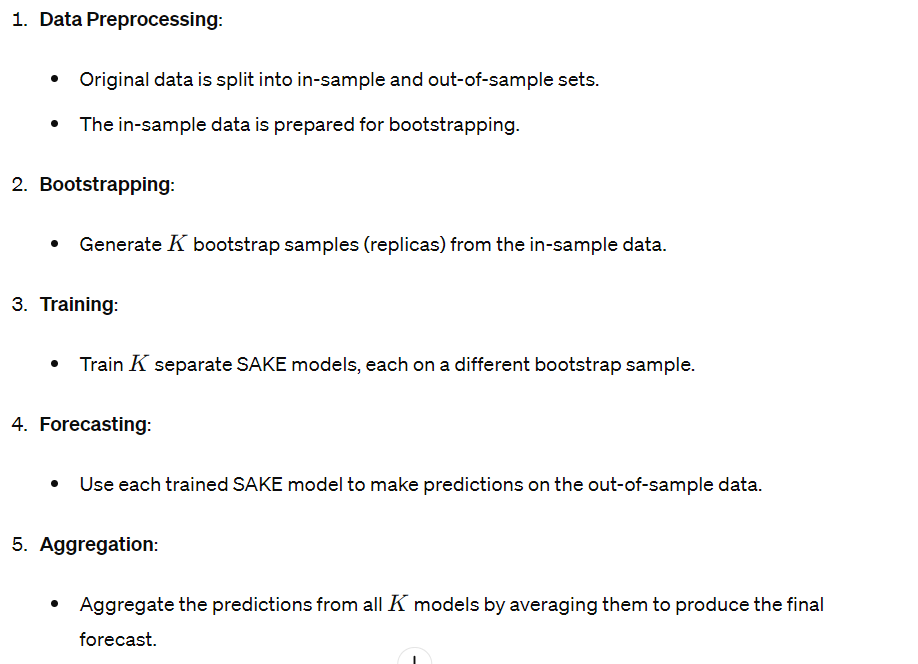 1. Data Preprocessing:
• Original data is split into in-sample and out-of-sample sets.
• The in-sample data is prepared for bootstrapping.
2. Bootstrapping:
• Generate K bootstrap samples (replicas) from the in-sample data.
3. Training:
• Train K separate SAKE models, each on a different bootstrap sample.
4. Forecasting:
• Use each trained SAKE model to make predictions on the out-of-sample data.
5. Aggregation:
• Aggregate the predictions from all K models by averaging them to produce the final
forecast.